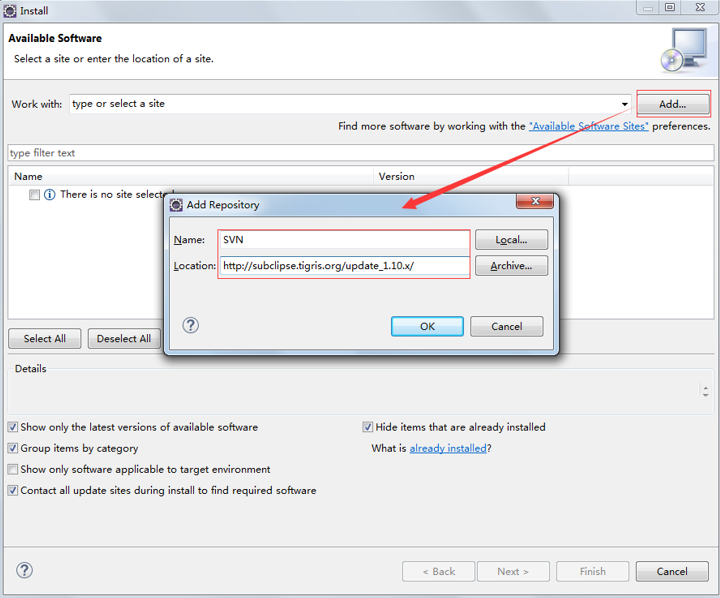 Install
Available Software
Select a site or enter the location of a site.
Work with: type or select a site Add...
Find more software by working with the "Available Software Sites" preferences.
type filter text
Name Version
There is no site selected
Add Repository
Name: SVN Local...
Location: http://subclipse.tigris.org/update_1.10.x/ Archive...
OK Cancel
Select All Deselect All
Details
Show only the latest versions of available software Hide items that are already installed
Group items by category What is already installed?
Show only software applicable to target environment
Contact all update sites during install to find required software
< Back Next > Finish Cancel